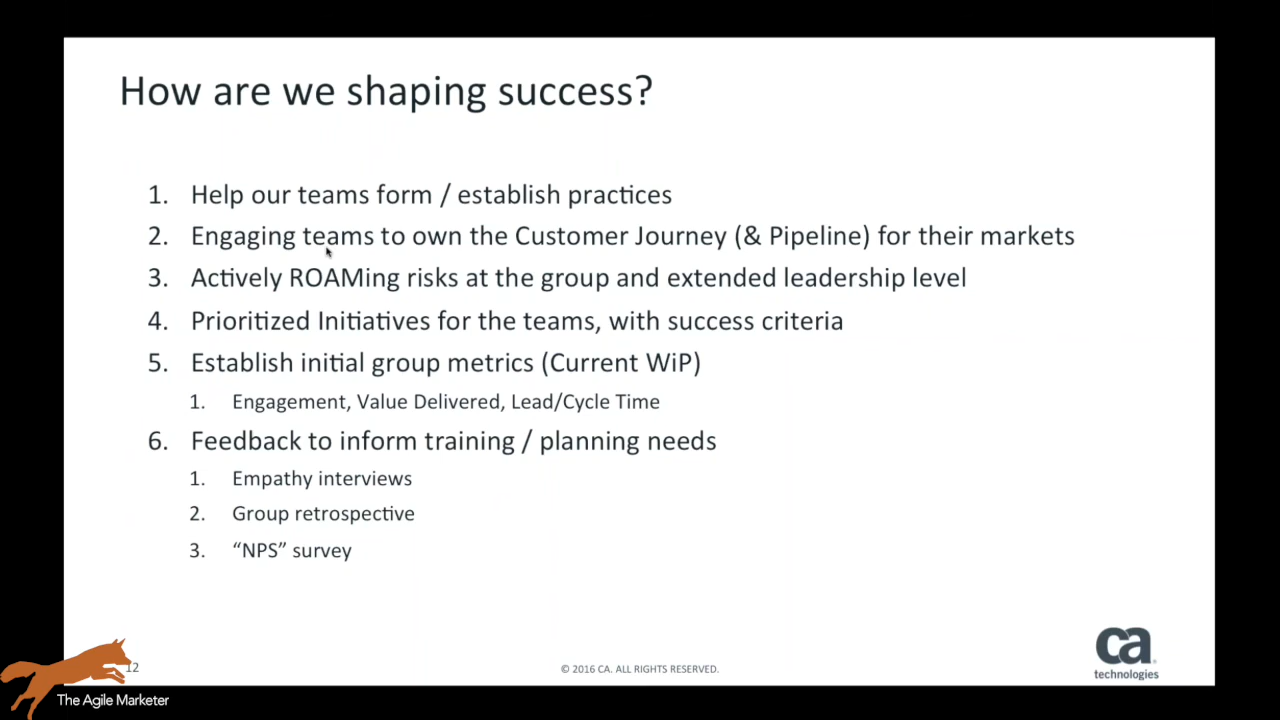 How are we shaping success?
1. Help our teams form / establish practices
2. Engaging teams to own the Customer Journey (& Pipeline) for their markets
3. Actively ROAMing risks at the group and extended leadership level
4. Prioritized Initiatives for the teams, with success criteria
5. Establish initial group metrics (Current WiP)
1. Engagement, Value Delivered, Lead/Cycle Time
6. Feedback to inform training / planning needs
1. Empathy interviews
2. Group retrospective
3. “NPS” survey
12
© 2016 CA. ALL RIGHTS RESERVED.
ca
technologies
The Agile Marketer